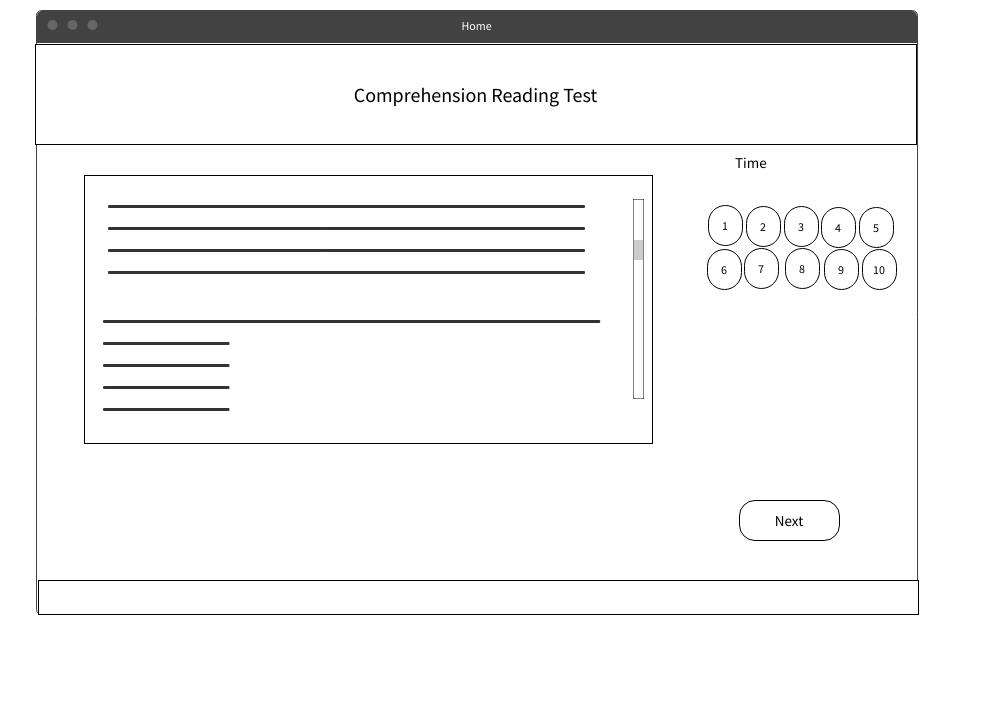 Home
Comprehension Reading Test
Time
1 2 3 4 5
6 7 8 9 10
Next